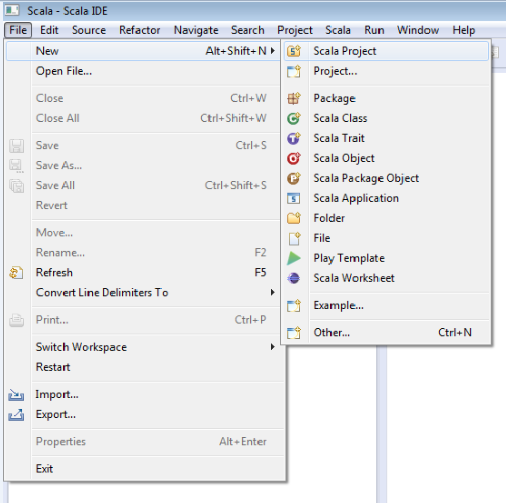 Scala - Scala IDE
File Edit Source Refactor Navigate Search Project Scala Run Window Help
New Alt+Shift+N
Open File...
Close Ctrl+W
Close All Ctrl+Shift+W
Save Ctrl+S
Save As...
Save All Ctrl+Shift+S
Revert
Move...
Rename... F2
Refresh F5
Convert Line Delimiters To
Print... Ctrl+P
Switch Workspace
Restart
Import...
Export...
Properties Alt+Enter
Exit
Scala Project
Project...
Package
Scala Class
Scala Trait
Scala Object
Scala Package Object
Scala Application
Folder
File
Play Template
Scala Worksheet
Example...
Other... Ctrl+N